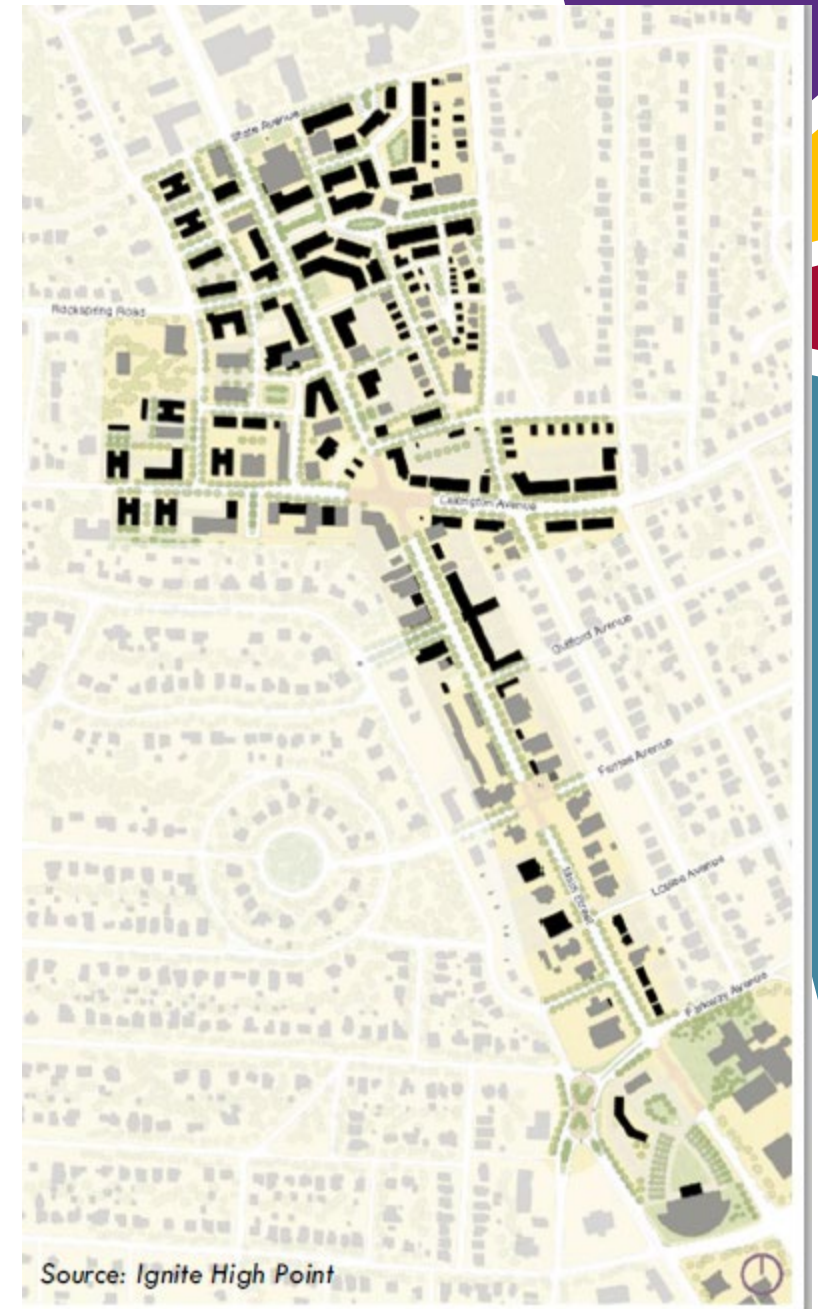 State Avenue
Rockspring Road
Lexington Avenue
Guilford Avenue
Farriss Avenue
Main Street
Louise Avenue
Parkway Avenue
Source: Ignite High Point